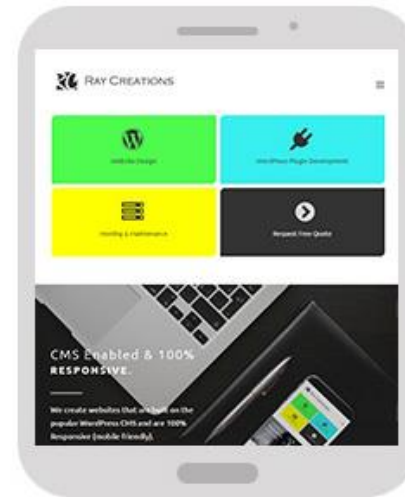 RAY CREATIONS
Website Design
WordPress Plugin Development
Hosting & Maintenance
Request Free Quote
CMS Enabled & 100%
RESPONSIVE.
We create websites that are built on the
popular WordPress CMS and are 100%
Responsive (mobile friendly).